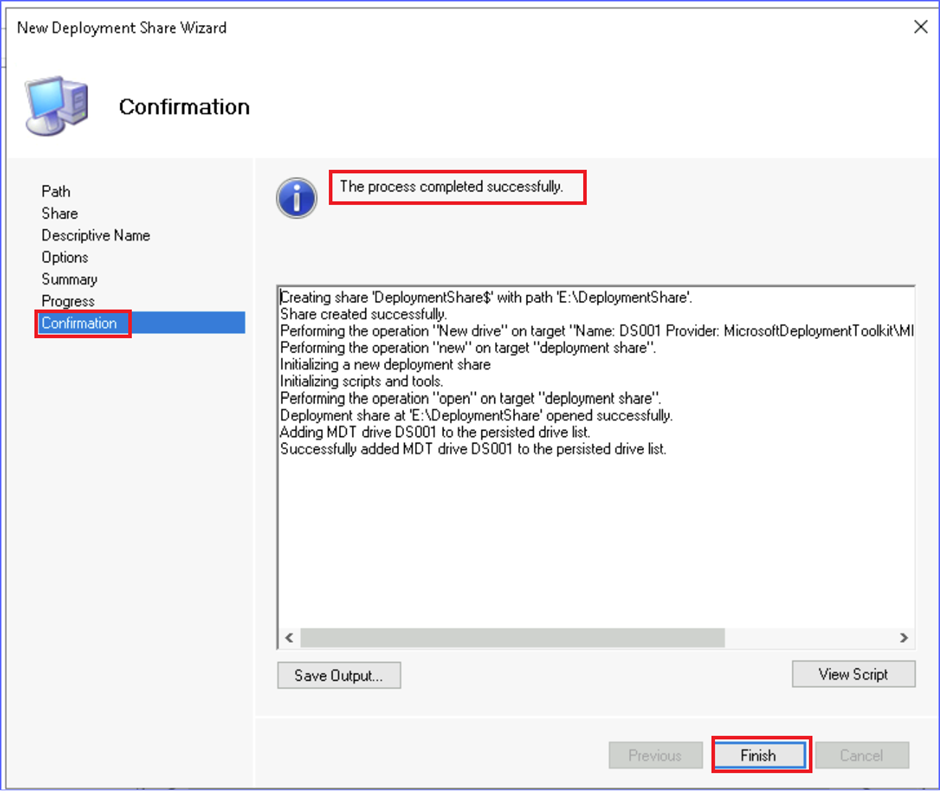 New Deployment Share Wizard
Confirmation
Path
Share
Descriptive Name
Options
Summary
Progress
Confirmation
The process completed successfully.
Creating share 'DeploymentShare$' with path 'E:\DeploymentShare'.
Share created successfully.
Performing the operation "New drive" on target "Name: DS001 Provider: MicrosoftDeploymentToolkit\MI
Performing the operation "new" on target "deployment share".
Initializing a new deployment share
Initializing scripts and tools.
Performing the operation "open" on target "deployment share".
Deployment share at 'E:\DeploymentShare' opened successfully.
Adding MDT drive DS001 to the persisted drive list.
Successfully added MDT drive DS001 to the persisted drive list.
Save Output...
View Script
Previous
Finish
Cancel